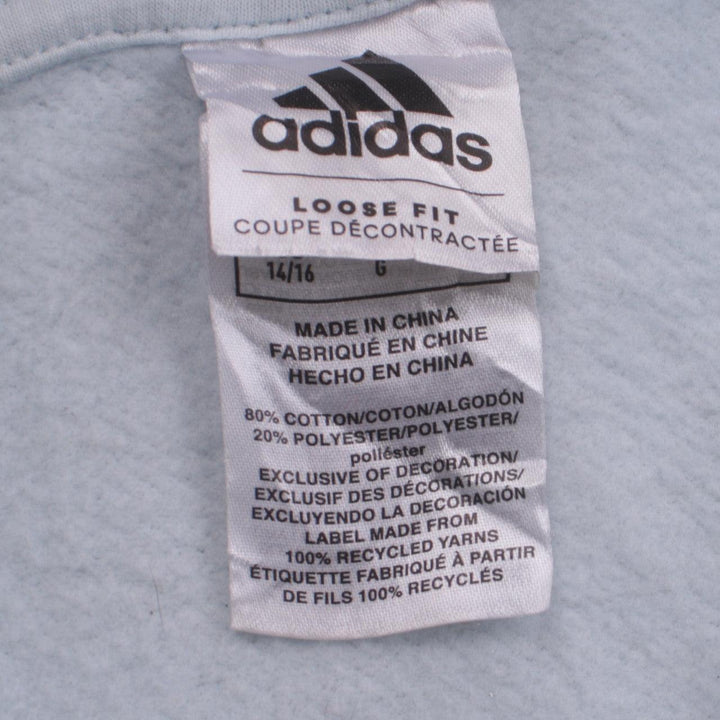 adidas
LOOSE FIT
COUPE DÉCONTRACTÉE
14/16 G
MADE IN CHINA
FABRIQUÉ EN CHINE
HECHO EN CHINA
80% COTTON/COTON/ALGODÓN
20% POLYESTER/POLYESTER/
poliéster
EXCLUSIVE OF DECORATION/
EXCLUSIF DES DÉCORATIONS/
EXCLUYENDO LA DECORACIÓN
LABEL MADE FROM
100% RECYCLED YARNS
ÉTIQUETTE FABRIQUÉ À PARTIR
DE FILS 100% RECYCLÉS